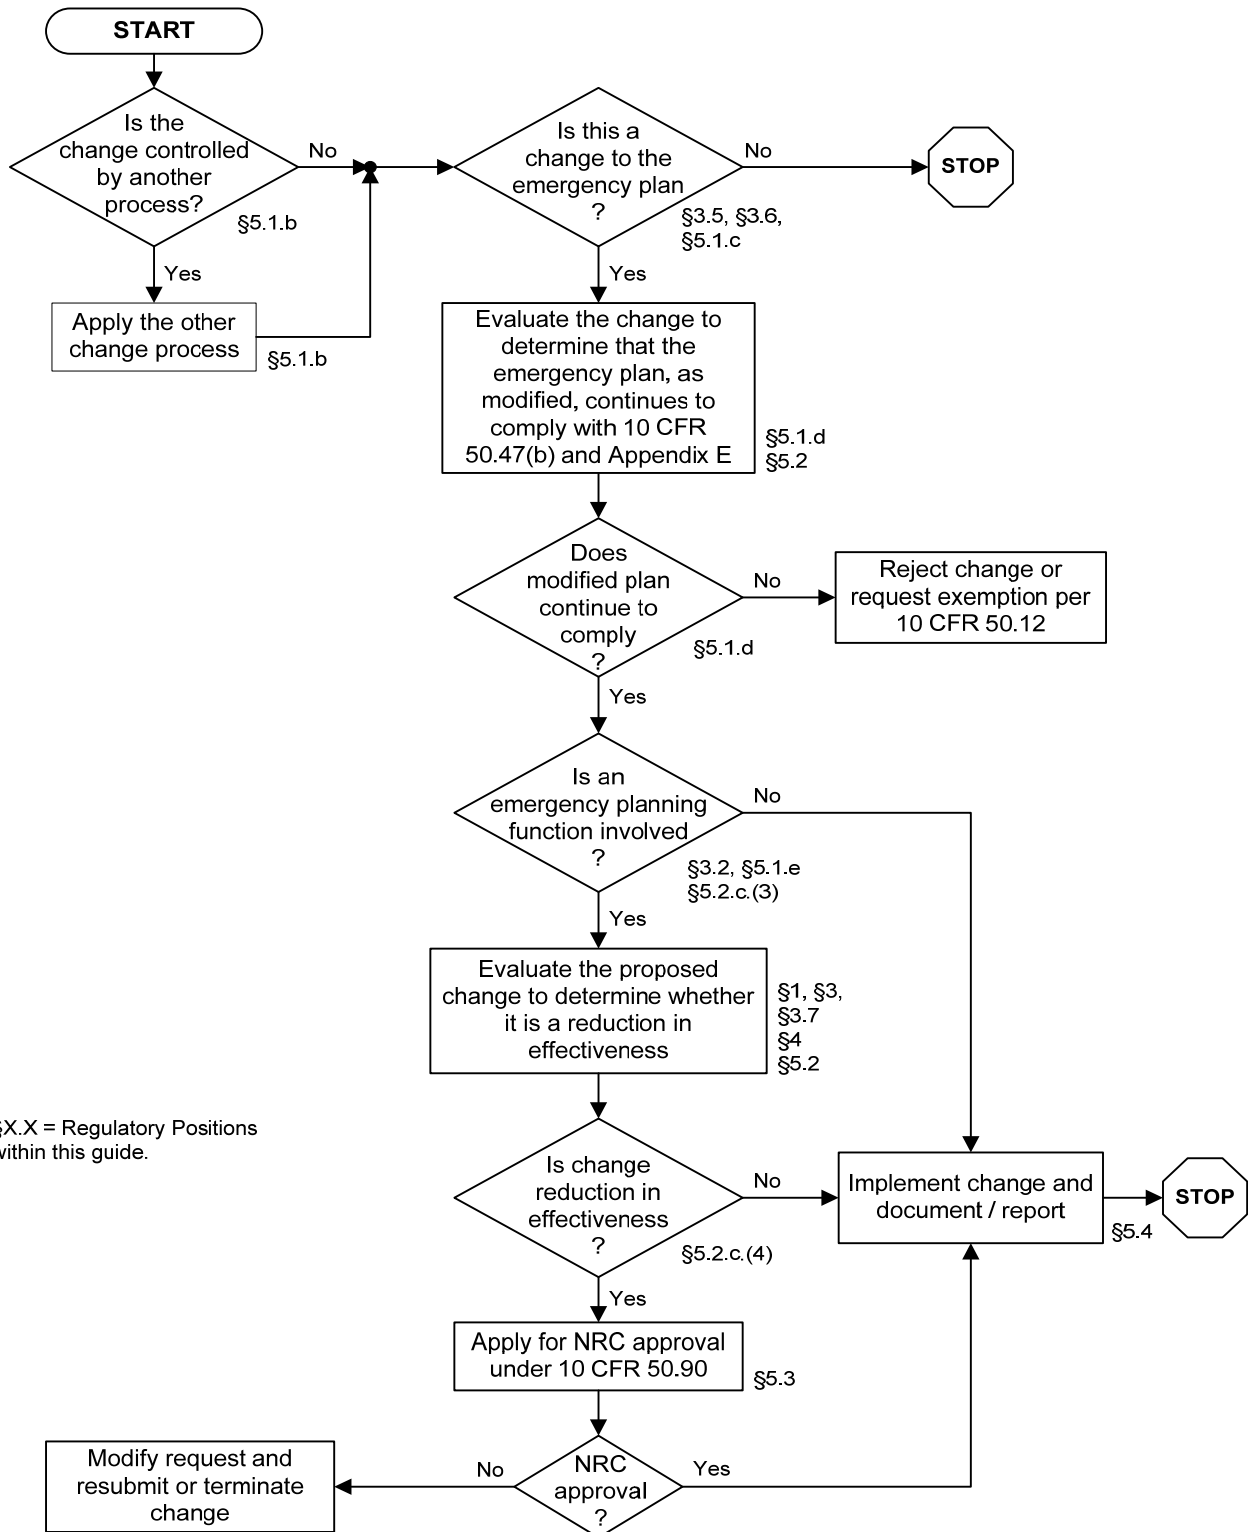 START
Is the
change controlled
by another
process?
No
§5.1.b
Yes
Apply the other
change process
§5.1.b
Is this a
change to the
emergency plan
?
No
STOP
§3.5, §3.6,
§5.1.c
Yes
Evaluate the change to
determine that the
emergency plan, as
modified, continues to
comply with 10 CFR
50.47(b) and Appendix E
§5.1.d
§5.2
Does
modified plan
continue to
comply
?
No
Reject change or
request exemption per
10 CFR 50.12
§5.1.d
Yes
Is an
emergency planning
function involved
?
No
§3.2, §5.1.e
§5.2.c.(3)
Yes
Evaluate the proposed
change to determine whether
it is a reduction in
effectiveness
§1, §3,
§3.7
§4
§5.2
§X.X = Regulatory Positions
within this guide.
Is change
reduction in
effectiveness
?
No
Implement change and
document / report
STOP
§5.4
§5.2.c.(4)
Yes
Apply for NRC approval
under 10 CFR 50.90
§5.3
Modify request and
resubmit or terminate
change
No
NRC
approval
?
Yes